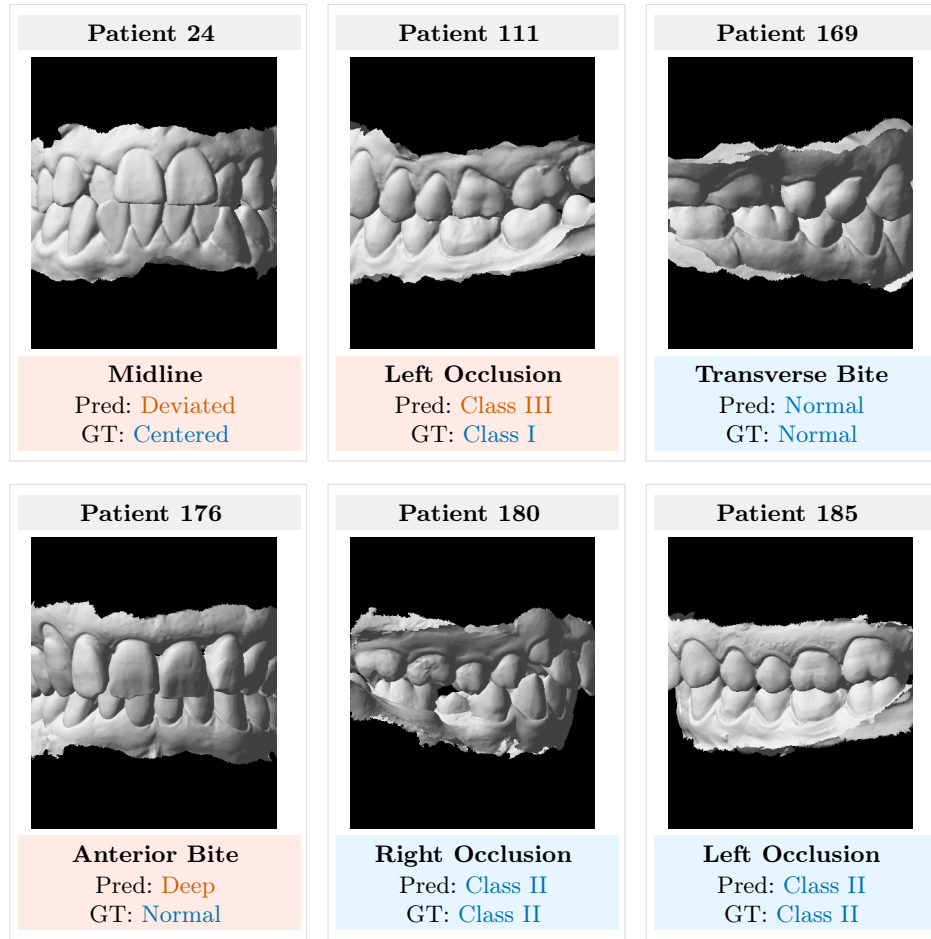 Patient 24
Patient 111
Patient 169
Midline
Pred: Deviated
GT: Centered
Left Occlusion
Pred: Class III
GT: Class I
Transverse Bite
Pred: Normal
GT: Normal
Patient 176
Patient 180
Patient 185
Anterior Bite
Pred: Deep
GT: Normal
Right Occlusion
Pred: Class II
GT: Class II
Left Occlusion
Pred: Class II
GT: Class II